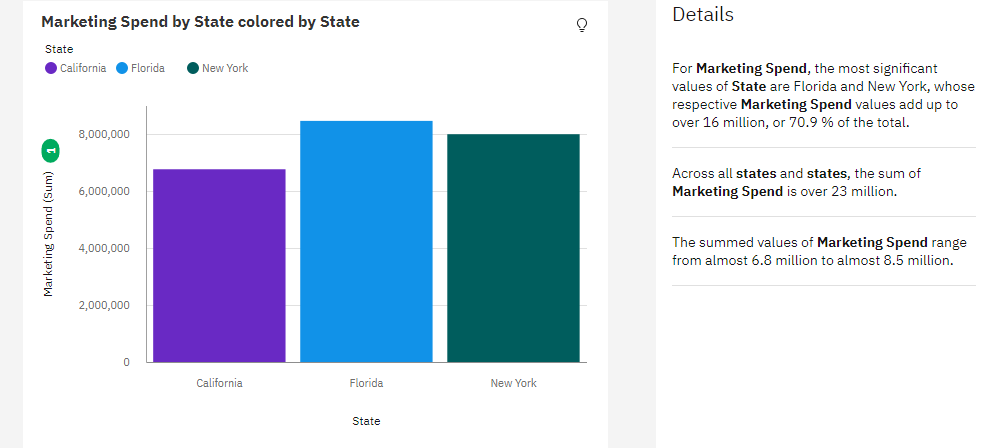 Marketing Spend by State colored by State
State
California Florida New York
8,000,000
6,000,000
4,000,000
2,000,000
0
Marketing Spend (Sum) 1
California Florida New York
State
Details
For Marketing Spend, the most significant
values of State are Florida and New York, whose
respective Marketing Spend values add up to
over 16 million, or 70.9 % of the total.
Across all states and states, the sum of
Marketing Spend is over 23 million.
The summed values of Marketing Spend range
from almost 6.8 million to almost 8.5 million.